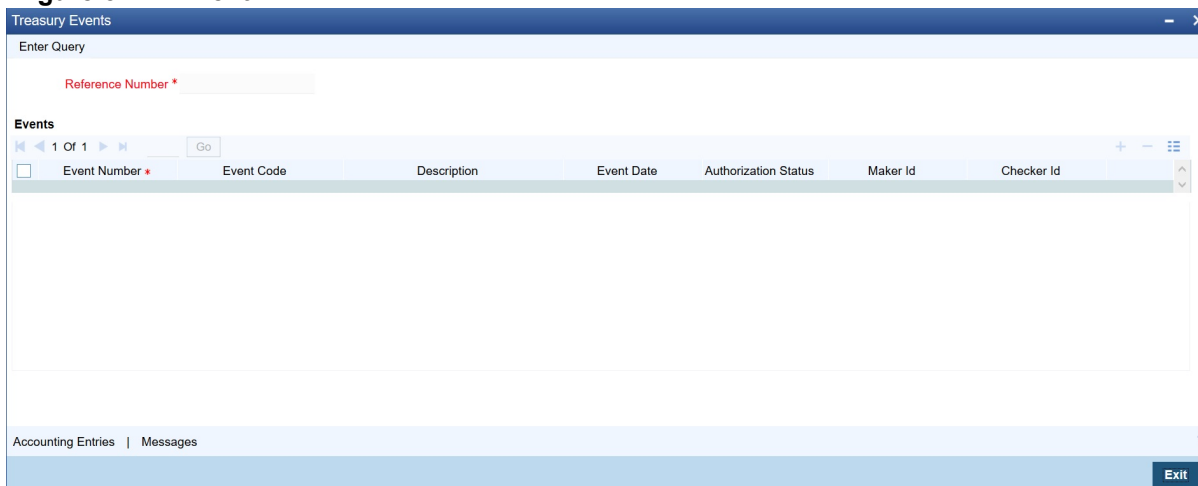 Treasury Events
Enter Query
Reference Number *
Events
1 Of 1 Go
Event Number * Event Code Description Event Date Authorization Status Maker Id Checker Id
Accounting Entries | Messages
Exit